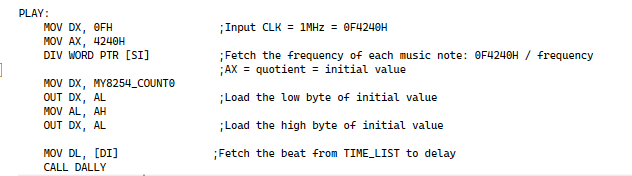 PLAY:
MOV DX, 0FH ;Input CLK = 1MHz = 0F4240H
MOV AX, 4240H
DIV WORD PTR [SI] ;Fetch the frequency of each music note: 0F4240H / frequency
;AX = quotient = initial value
MOV DX, MY8254_COUNT0
OUT DX, AL ;Load the low byte of initial value
MOV AL, AH
OUT DX, AL ;Load the high byte of initial value
MOV DL, [DI] ;Fetch the beat from TIME_LIST to delay
CALL DALLY